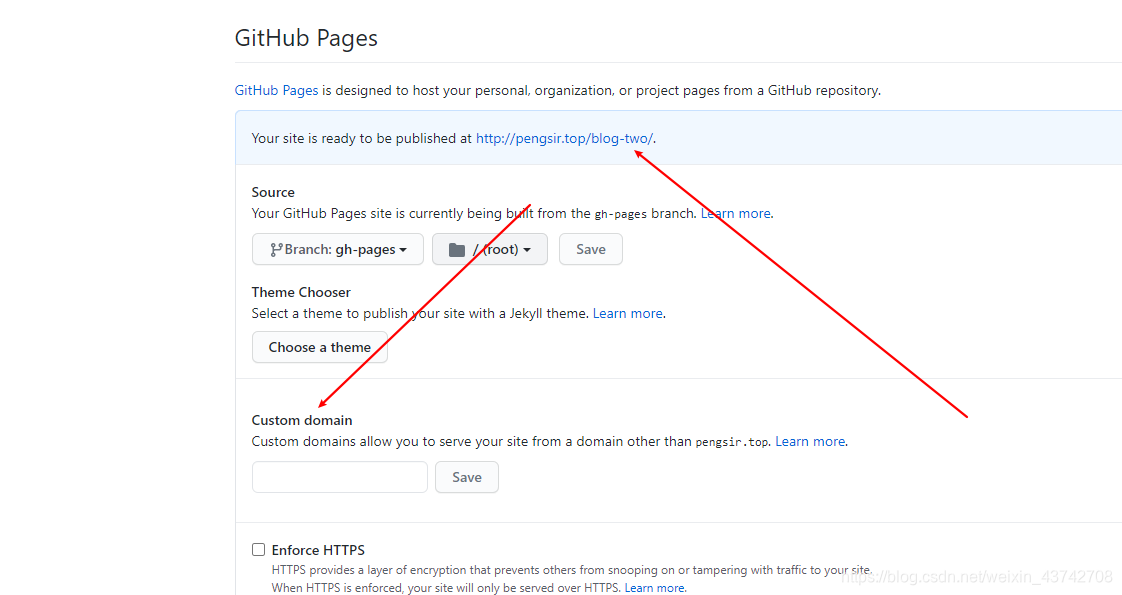 GitHub Pages
GitHub Pages is designed to host your personal, organization, or project pages from a GitHub repository.
Your site is ready to be published at http://pengsir.top/blog-two/.
Source
Your GitHub Pages site is currently being built from the gh-pages branch. Learn more.
Branch: gh-pages / (root) Save
Theme Chooser
Select a theme to publish your site with a Jekyll theme. Learn more.
Choose a theme
Custom domain
Custom domains allow you to serve your site from a domain other than pengsir.top. Learn more.
Save
Enforce HTTPS
HTTPS provides a layer of encryption that prevents others from snooping on or tampering with traffic to your site.
When HTTPS is enforced, your site will only be served over HTTPS. Learn more.
https://blog.csdn.net/weixin_43742708